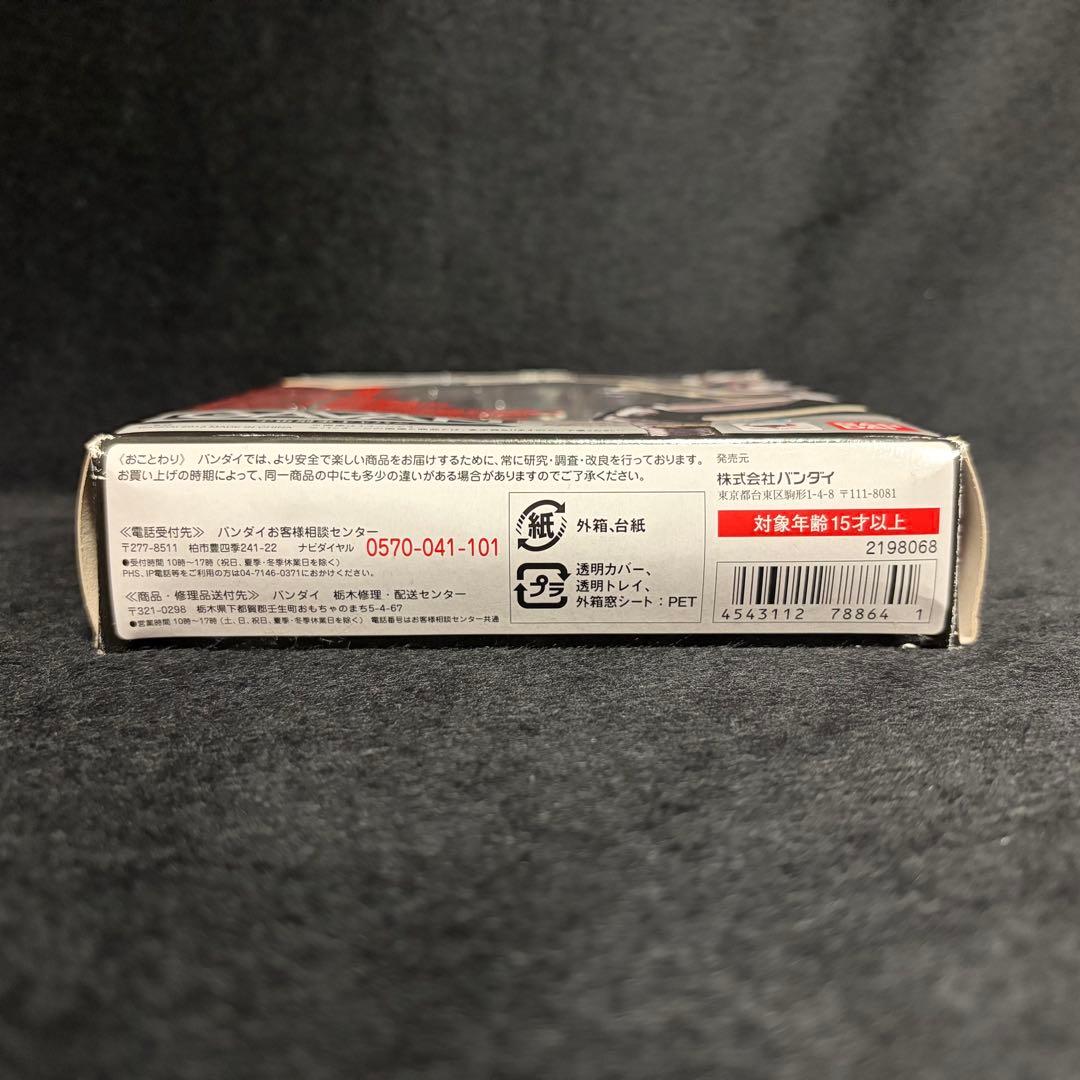 《おことわり》 バンダイでは、より安全で楽しい商品をお届けするために、常に研究・調査・改良を行っております。
お買い上げの時期によって、同一商品の中にも多少の違いがある場合がありますのでご了承ください。
≪電話受付先≫ バンダイお客様相談センター
〒277-8511 柏市豊四季241-22 ナビダイヤル 0570-041-101
●受付時間 10時〜17時(祝日、夏季・冬季休業日を除く)
PHS、IP電話等をご利用の方は04-7146-0371におかけください。
≪商品・修理品送付先≫ バンダイ 栃木修理・配送センター
〒321-0298 栃木県下都賀郡壬生町おもちゃのまち5-4-67
●営業時間 10時〜17時(土、日、祝日、夏季・冬季休業日を除く) 電話番号はお客様相談センター共通
紙 外箱、台紙
プラ 透明カバー、
透明トレイ、
外箱窓シート:PET
発売元
株式会社バンダイ
東京都台東区駒形1-4-8 〒111-8081
対象年齢15才以上
2198068
4543112 78864 1